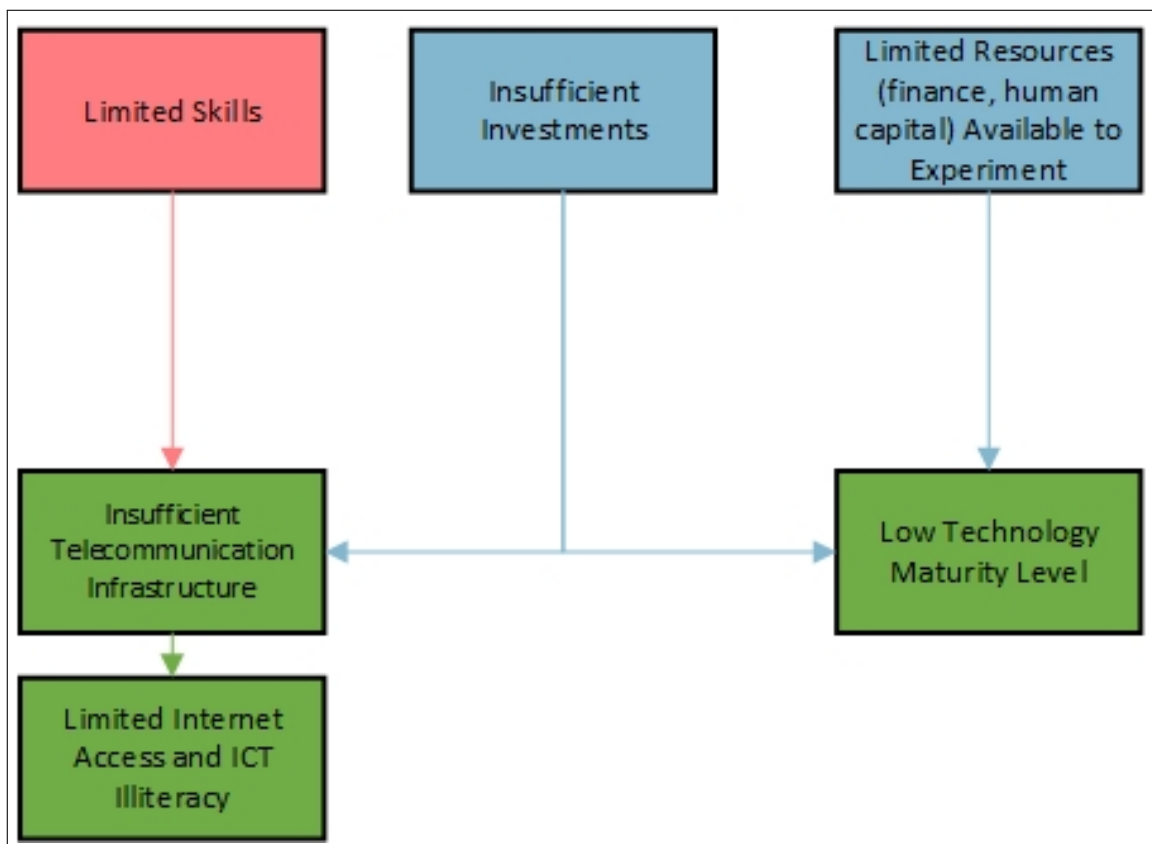 Limited Skills
Insufficient
Investments
Limited Resources
(finance, human
capital) Available to
Experiment
Insufficient
Telecommunication
Infrastructure
Low Technology
Maturity Level
Limited Internet
Access and ICT
Illiteracy